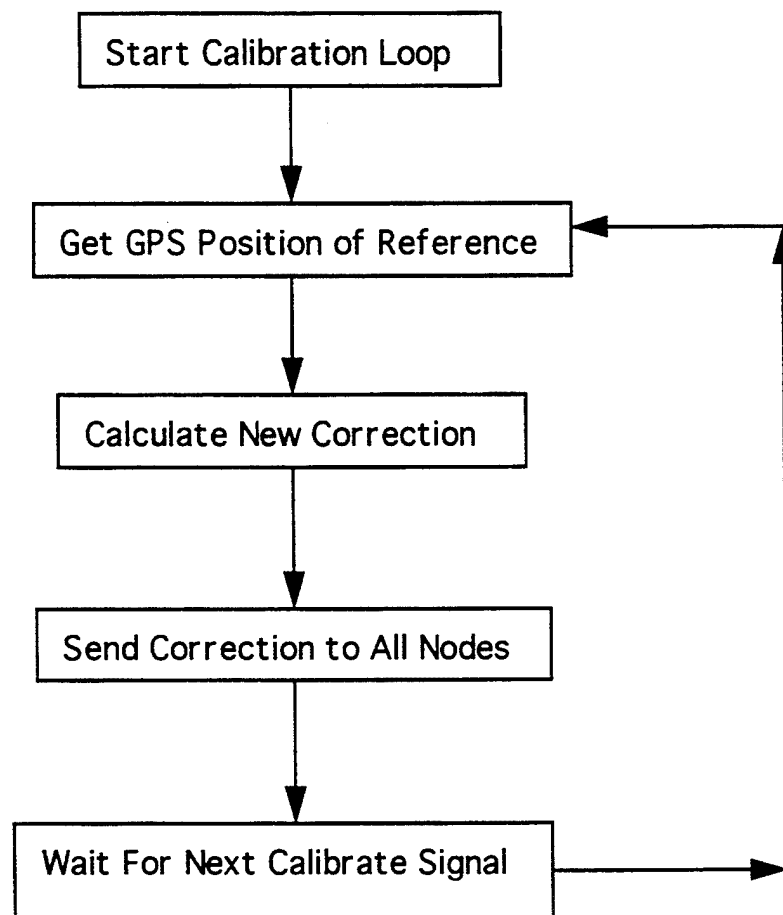 Start Calibration Loop
Get GPS Position of Reference
Calculate New Correction
Send Correction to All Nodes
Wait For Next Calibrate Signal